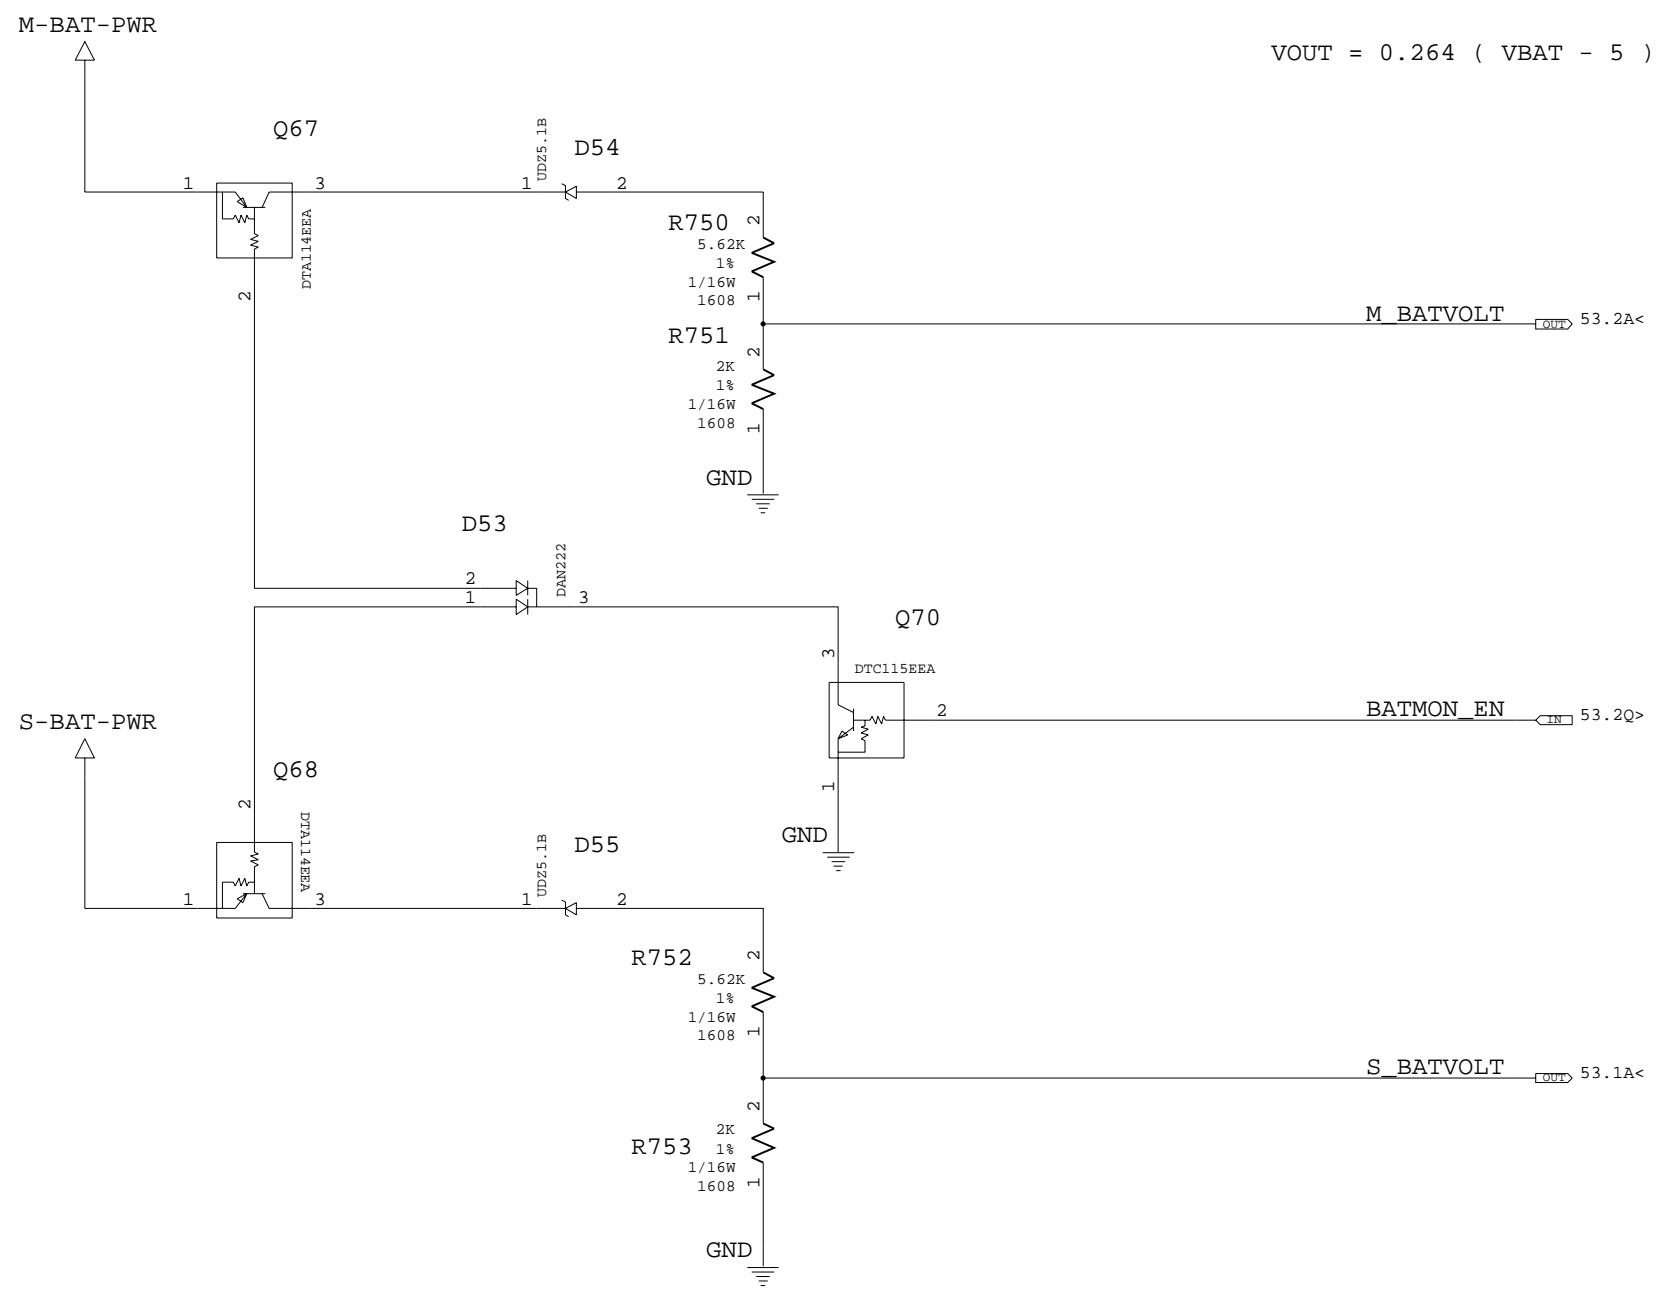 M-BAT-PWR
VOUT = 0.264 ( VBAT - 5 )
Q67
UDZ5.1B
D54
1
3
1
2
DTA114EEA
2
R750
2
5.62K
1%
1/16W
1608
1
M_BATVOLT
OUT
53.2A<
R751
2
2K
1%
1/16W
1608
1
GND
D53
DAN222
2
1
3
Q70
3
DTC115EEA
2
BATMON_EN
IN
53.2Q>
1
GND
S-BAT-PWR
Q68
2
DTA114EEA
UDZ5.1B
D55
1
3
1
2
R752
2
5.62K
1%
1/16W
1608
1
S_BATVOLT
OUT
53.1A<
R753
2
2K
1%
1/16W
1608
1
GND